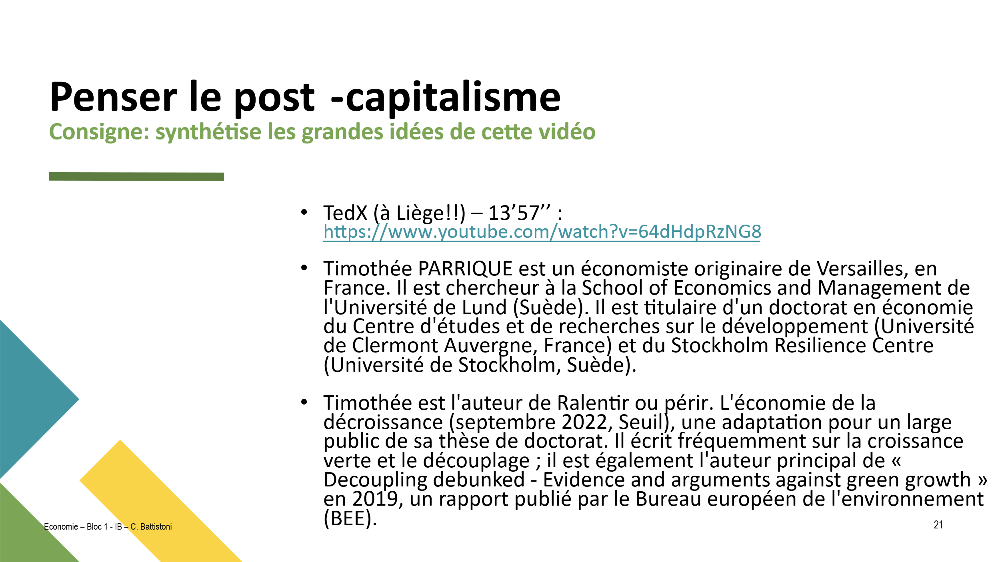 Penser le post -capitalisme
Consigne: synthétise les grandes idées de cette vidéo
• TedX (à Liège!!) – 13’57’’ :
https://www.youtube.com/watch?v=64dHdpRzNG8
• Timothée PARRIQUE est un économiste originaire de Versailles, en
France. Il est chercheur à la School of Economics and Management de
l'Université de Lund (Suède). Il est titulaire d'un doctorat en économie
du Centre d'études et de recherches sur le développement (Université
de Clermont Auvergne, France) et du Stockholm Resilience Centre
(Université de Stockholm, Suède).
• Timothée est l'auteur de Ralentir ou périr. L'économie de la
décroissance (septembre 2022, Seuil), une adaptation pour un large
public de sa thèse de doctorat. Il écrit fréquemment sur la croissance
verte et le découplage ; il est également l'auteur principal de «
Decoupling debunked - Evidence and arguments against green growth »
en 2019, un rapport publié par le Bureau européen de l'environnement
(BEE).
Economie – Bloc 1 - IB – C. Battistoni
21